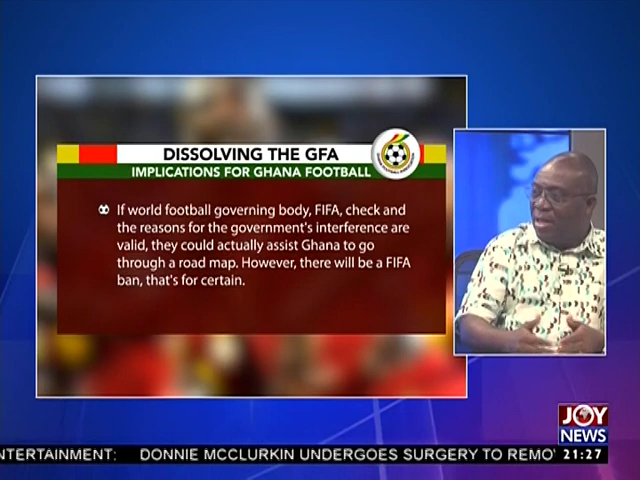 DISSOLVING THE GFA
IMPLICATIONS FOR GHANA FOOTBALL
If world football governing body, FIFA, check and
the reasons for the government's interference are
valid, they could actually assist Ghana to go
through a road map. However, there will be a FIFA
ban, that's for certain.
JOY
NEWS
NTERTAINMENT: DONNIE MCCLURKIN UNDERGOES SURGERY TO REMO
21:27